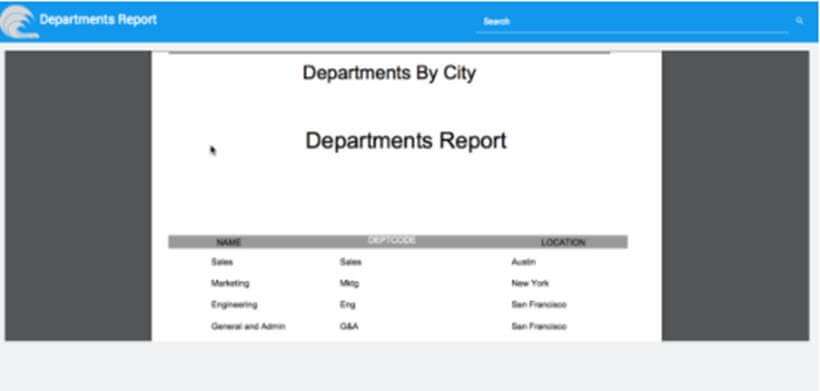 Departments Report
Search
Departments By City
Departments Report
NAME DEPTCODE LOCATION
Sales Sales Austin
Marketing Mktg New York
Engineering Eng San Francisco
General and Admin G&A San Francisco